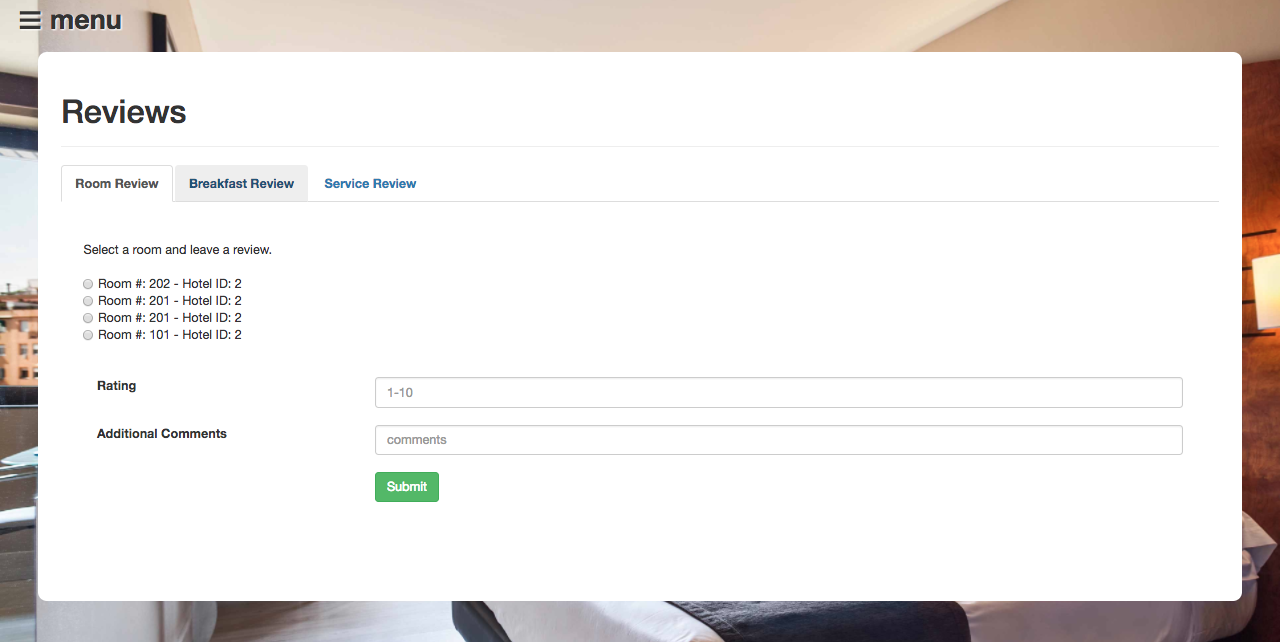 menu
Reviews
Room Review Breakfast Review Service Review
Select a room and leave a review.
Room #: 202 - Hotel ID: 2
Room #: 201 - Hotel ID: 2
Room #: 201 - Hotel ID: 2
Room #: 101 - Hotel ID: 2
Rating 1-10
Additional Comments comments
Submit